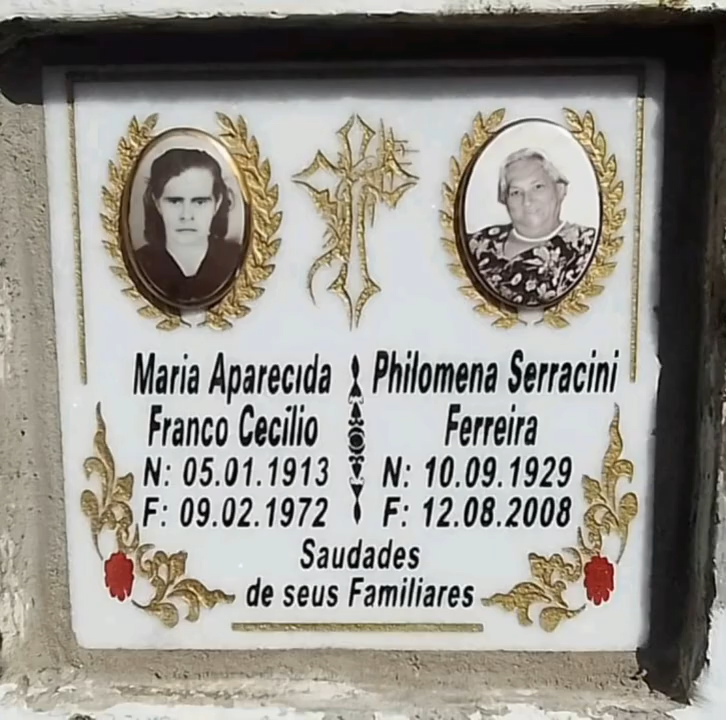 Maria Aparecida
Franco Cecílio
N: 05.01.1913
F: 09.02.1972
Philomena Serracini
Ferreira
N: 10.09.1929
F: 12.08.2008
Saudades
de seus Familiares